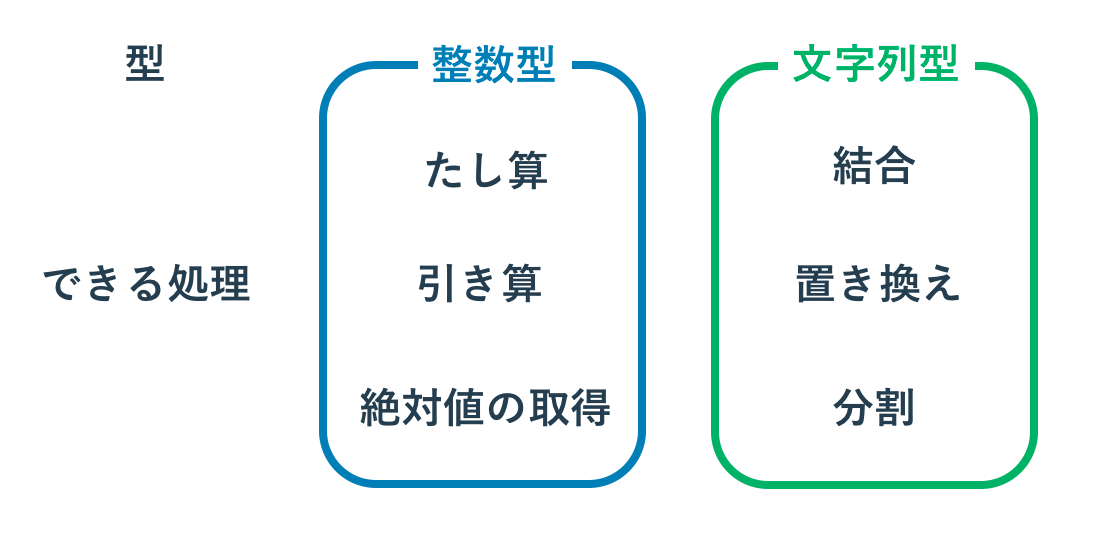 型
整数型
文字列型
できる処理
たし算
引き算
絶対値の取得
結合
置き換え
分割